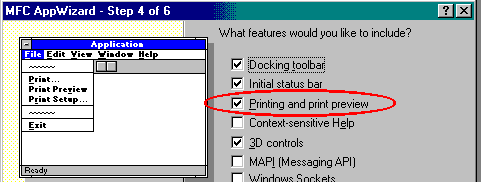 MFC AppWizard - Step 4 of 6
Application
File Edit View Window Help
Print...
Print Preview
Print Setup...
Exit
Ready
What features would you like to include?
Docking toolbar
Initial status bar
Printing and print preview
Context-sensitive Help
3D controls
MAPI (Messaging API)
Windows Sockets